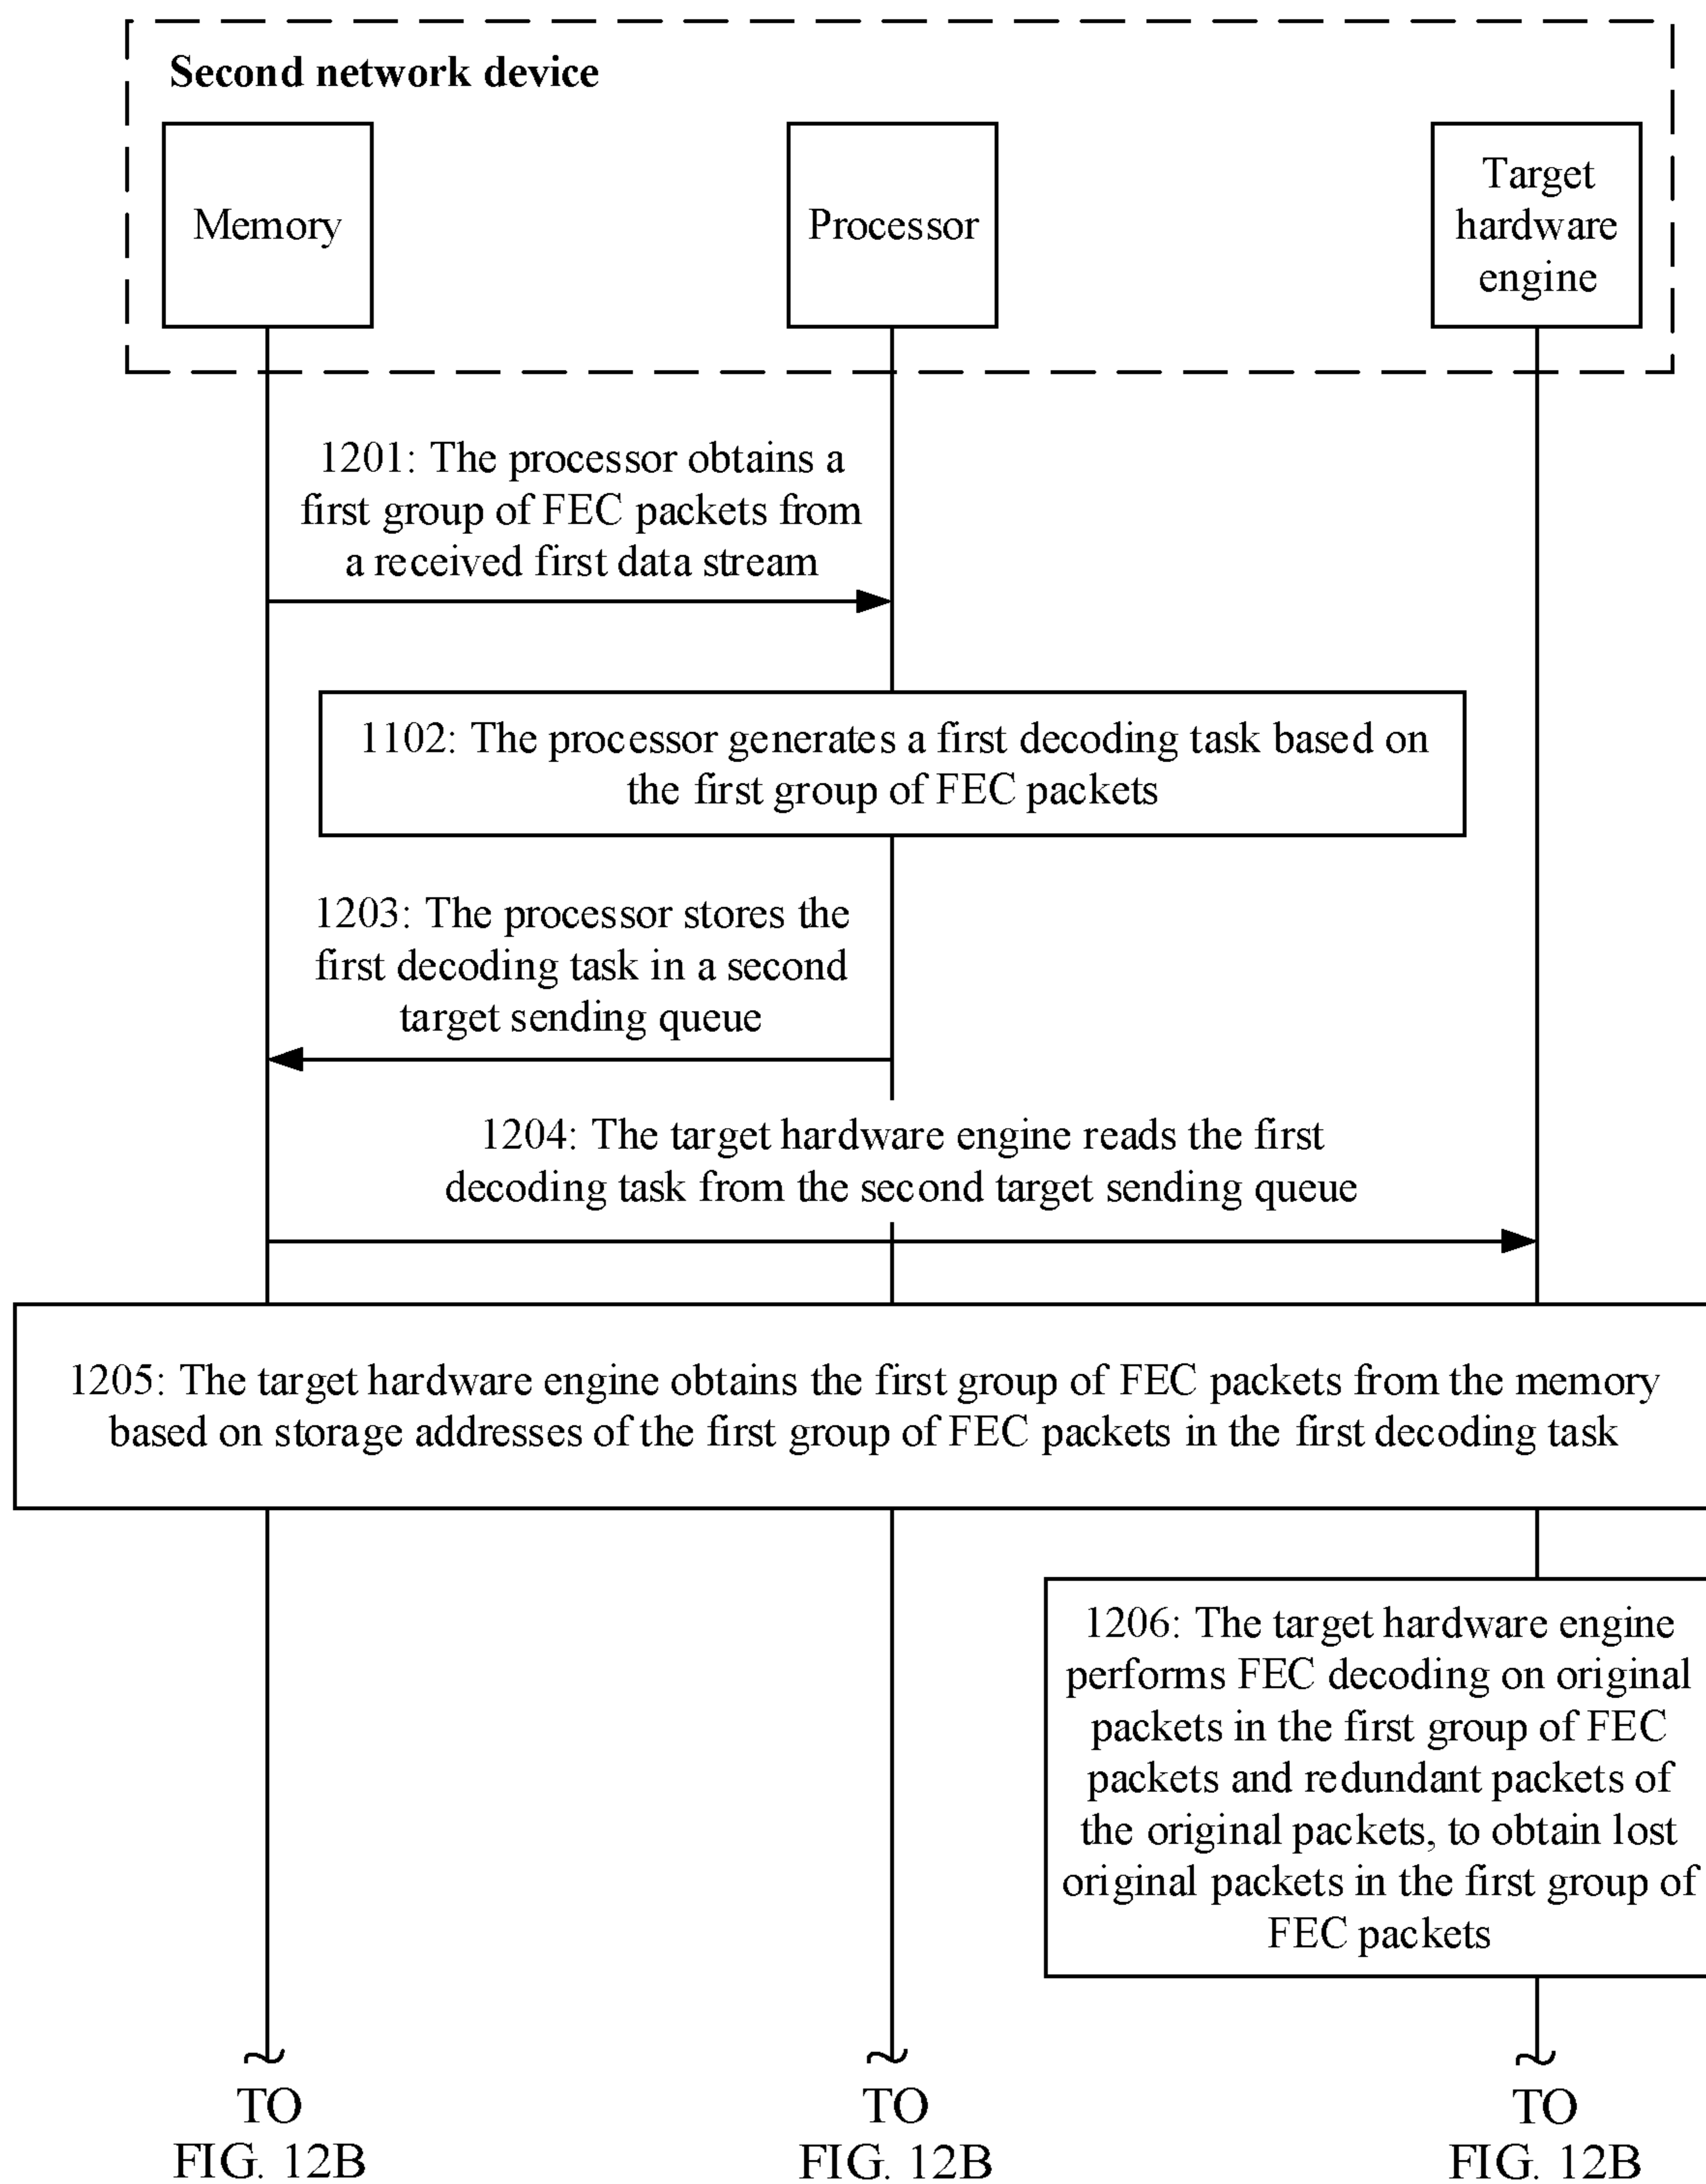 Second network device
Memory
Processor
Target
hardware
engine
1201: The processor obtains a
first group of FEC packets from
a received first data stream
1102: The processor generates a first decoding task based on
the first group of FEC packets
1203: The processor stores the
first decoding task in a second
target sending queue
1204: The target hardware engine reads the first
decoding task from the second target sending queue
1205: The target hardware engine obtains the first group of FEC packets from the memory
based on storage addresses of the first group of FEC packets in the first decoding task
1206: The target hardware engine
performs FEC decoding on original
packets in the first group of FEC
packets and redundant packets of
the original packets, to obtain lost
original packets in the first group of
FEC packets
TO
FIG. 12B
TO
FIG. 12B
TO
FIG. 12B